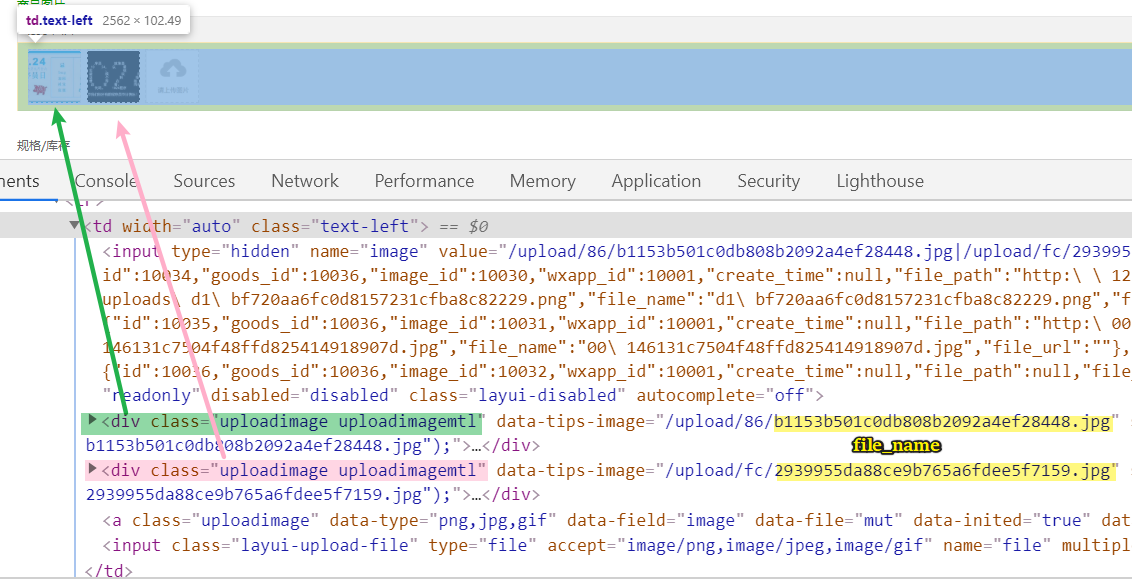 商品图片
td.text-left 2562 × 102.49
.24
024
规格/库存
nents Console Sources Network Performance Memory Application Security Lighthouse
▼<td width="auto" class="text-left"> == $0
<input type="hidden" name="image" value="/upload/86/b1153b501c0db808b2092a4ef28448.jpg|/upload/fc/293995
id":10034,"goods_id":10036,"image_id":10030,"wxapp_id":10001,"create_time":null,"file_path":"http:\ \ 12
uploads\ d1\ bf720aa6fc0d8157231cfba8c82229.png","file_name":"d1\ bf720aa6fc0d8157231cfba8c82229.png","f
{"id":10035,"goods_id":10036,"image_id":10031,"wxapp_id":10001,"create_time":null,"file_path":"http:\ 00
146131c7504f48ffd825414918907d.jpg","file_name":"00\ 146131c7504f48ffd825414918907d.jpg","file_url":""},
{"id":10036,"goods_id":10036,"image_id":10032,"wxapp_id":10001,"create_time":null,"file_path":null,"file_
"readonly" disabled="disabled" class="layui-disabled" autocomplete="off">
▶<div class="uploadimage uploadimagemtl" data-tips-image="/upload/86/b1153b501c0db808b2092a4ef28448.jpg"
b1153b501c0db808b2092a4ef28448.jpg");">…</div>
file_name
▶<div class="uploadimage uploadimagemtl" data-tips-image="/upload/fc/2939955da88ce9b765a6fdee5f7159.jpg"
2939955da88ce9b765a6fdee5f7159.jpg");">…</div>
<a class="uploadimage" data-type="png,jpg,gif" data-field="image" data-file="mut" data-inited="true" dat
<input class="layui-upload-file" type="file" accept="image/png,image/jpeg,image/gif" name="file" multipl
</td>